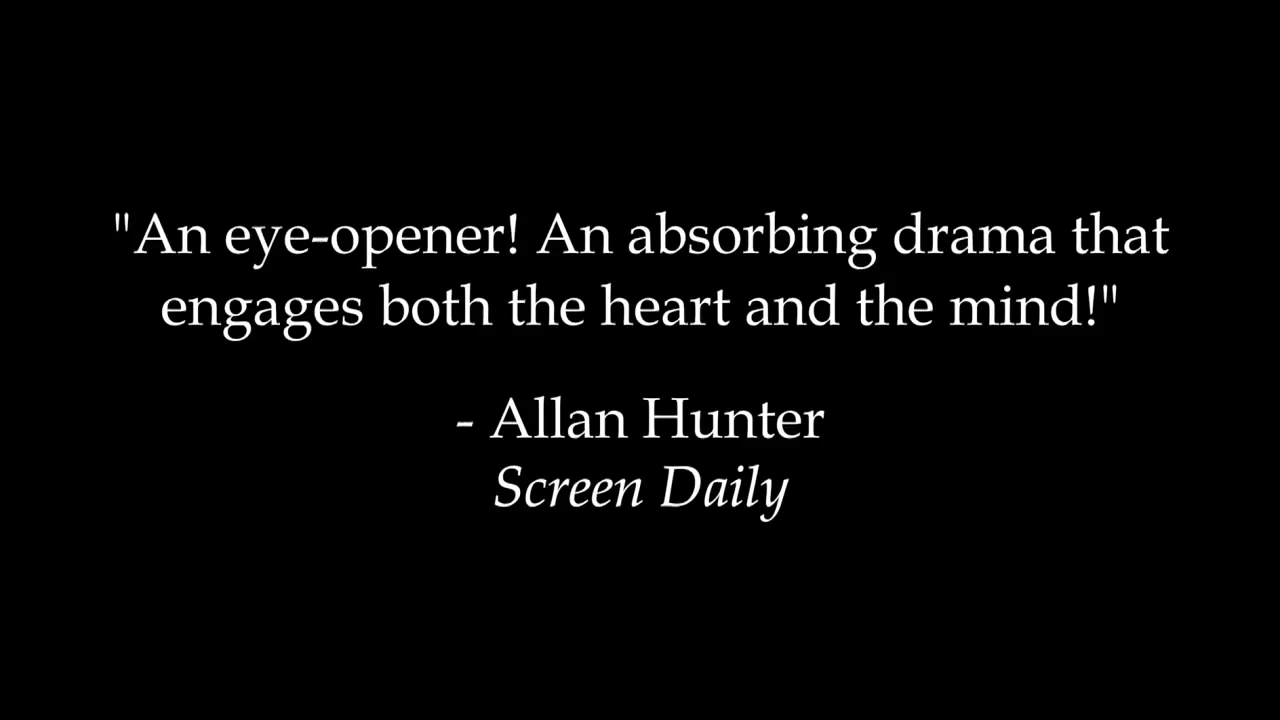 "An eye-opener! An absorbing drama that
engages both the heart and the mind!"
- Allan Hunter
Screen Daily